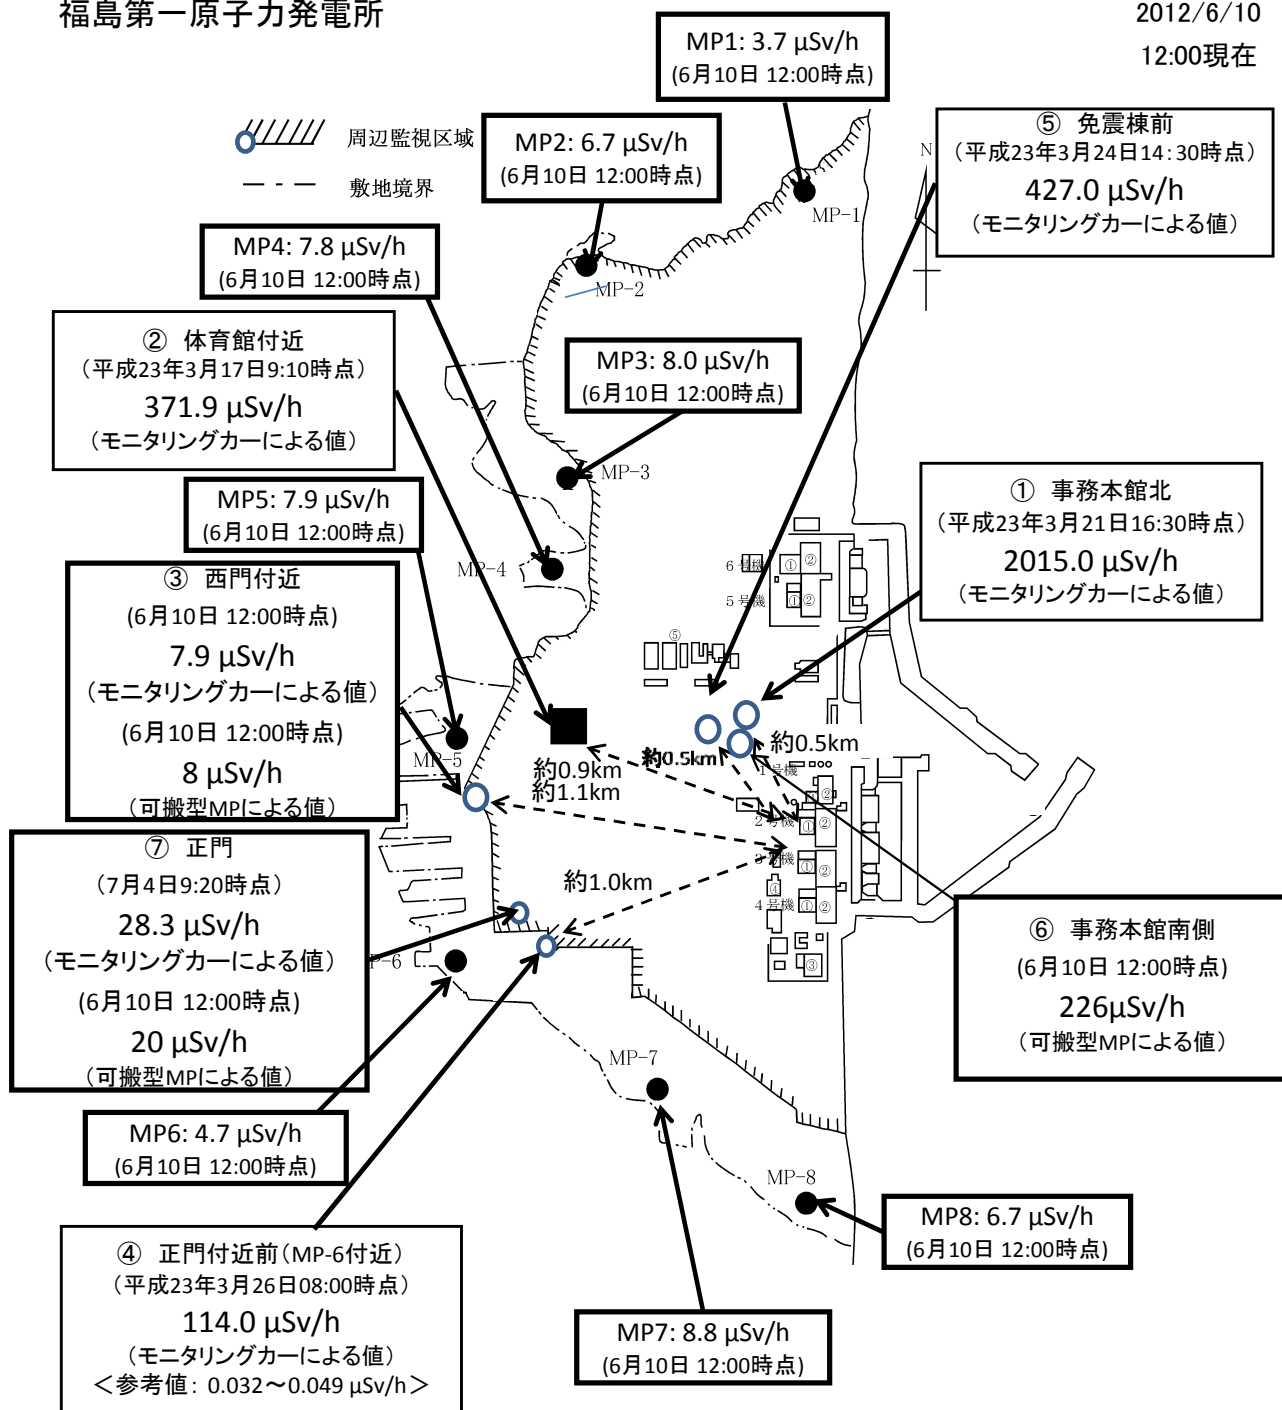 福島第一原子力発電所
2012/6/10
12:00現在
周辺監視区域
敷地境界
N
MP1: 3.7 μSv/h
(6月10日 12:00時点)
MP2: 6.7 μSv/h
(6月10日 12:00時点)
MP4: 7.8 μSv/h
(6月10日 12:00時点)
MP3: 8.0 μSv/h
(6月10日 12:00時点)
MP5: 7.9 μSv/h
(6月10日 12:00時点)
⑤ 免震棟前
(平成23年3月24日14:30時点)
427.0 μSv/h
(モニタリングカーによる値)
② 体育館付近
(平成23年3月17日9:10時点)
371.9 μSv/h
(モニタリングカーによる値)
① 事務本館北
(平成23年3月21日16:30時点)
2015.0 μSv/h
(モニタリングカーによる値)
③ 西門付近
(6月10日 12:00時点)
7.9 μSv/h
(モニタリングカーによる値)
(6月10日 12:00時点)
8 μSv/h
(可搬型MPによる値)
⑦ 正門
(7月4日9:20時点)
28.3 μSv/h
(モニタリングカーによる値)
(6月10日 12:00時点)
20 μSv/h
(可搬型MPによる値)
⑥ 事務本館南側
(6月10日 12:00時点)
226μSv/h
(可搬型MPによる値)
MP6: 4.7 μSv/h
(6月10日 12:00時点)
④ 正門付近前(MP-6付近)
(平成23年3月26日08:00時点)
114.0 μSv/h
(モニタリングカーによる値)
<参考値: 0.032～0.049 μSv/h>
MP7: 8.8 μSv/h
(6月10日 12:00時点)
MP8: 6.7 μSv/h
(6月10日 12:00時点)
MP-1
MP-2
MP-3
MP-4
MP-5
P-6
MP-7
MP-8
6号機
① ②
5号機
① ②
⑤
約0.5km
約0.5km
約0.9km
約1.1km
約1.0km
1号機
②
2号機
① ②
3号機
① ②
④
4号機
① ②
③